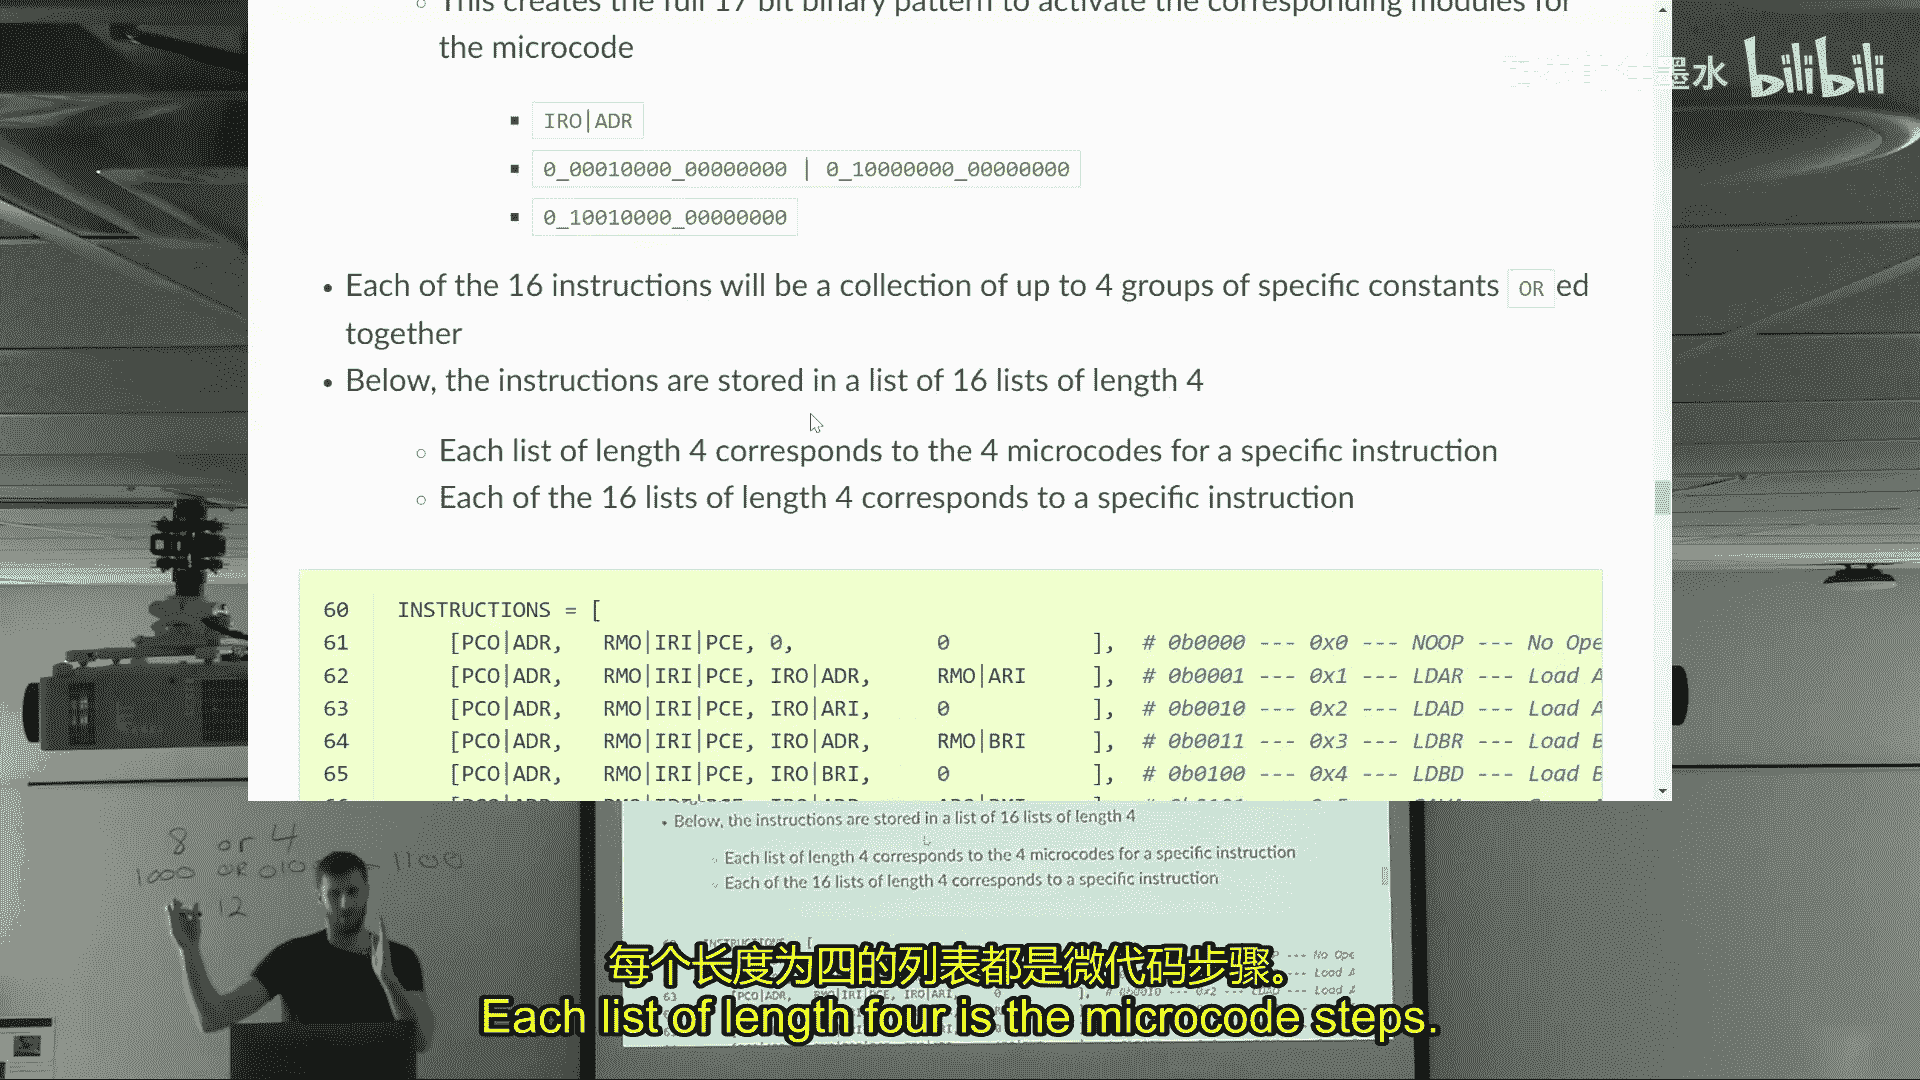 This creates the full 17 bit binary pattern to activate the corresponding modules for
the microcode
墨水 bilibili
IRO|ADR
0_00010000_00000000 | 0_10000000_00000000
0_10010000_00000000
Each of the 16 instructions will be a collection of up to 4 groups of specific constants OR ed
together
Below, the instructions are stored in a list of 16 lists of length 4
Each list of length 4 corresponds to the 4 microcodes for a specific instruction
Each of the 16 lists of length 4 corresponds to a specific instruction
60 INSTRUCTIONS = [
61 [PCO|ADR, RMO|IRI|PCE, 0, 0 ], # 0b0000 --- 0x0 --- NOOP --- No Ope
62 [PCO|ADR, RMO|IRI|PCE, IRO|ADR, RMO|ARI ], # 0b0001 --- 0x1 --- LDAR --- Load A
63 [PCO|ADR, RMO|IRI|PCE, IRO|ARI, 0 ], # 0b0010 --- 0x2 --- LDAD --- Load A
64 [PCO|ADR, RMO|IRI|PCE, IRO|ADR, RMO|BRI ], # 0b0011 --- 0x3 --- LDBR --- Load B
65 [PCO|ADR, RMO|IRI|PCE, IRO|BRI, 0 ], # 0b0100 --- 0x4 --- LDBD --- Load B
8 or 4
1000 OR 010 1100
12
Below, the instructions are stored in a list of 16 lists of length 4
Each list of length 4 corresponds to the 4 microcodes for a specific instruction
Each of the 16 lists of length 4 corresponds to a specific instruction
每个长度为四的列表都是微代码步骤。
Each list of length four is the microcode steps.